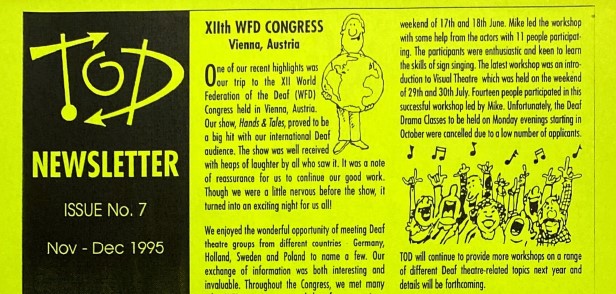 TOD
NEWSLETTER
ISSUE No. 7
Nov - Dec 1995
XIIth WFD CONGRESS
Vienna, Austria
One of our recent highlights was
our trip to the XII World
Federation of the Deaf (WFD)
Congress held in Vienna, Austria.
Our show, Hands & Tales, proved to be
a big hit with our international Deaf
audience. The show was well received
with heaps of laughter by all who saw it. It was a note
of reassurance for us to continue our good work.
Though we were a little nervous before the show, it
turned into an exciting night for us all!
We enjoyed the wonderful opportunity of meeting Deaf
theatre groups from different countries Germany,
Holland, Sweden and Poland to name a few. Our
exchange of information was both interesting and
invaluable. Throughout the Congress, we met many
weekend of 17th and 18th June. Mike led the workshop
with some help from the actors with 11 people participat-
ing. The participants were enthusiastic and keen to learn
the skills of sign singing. The latest workshop was an intro-
duction to Visual Theatre which was held on the weekend
of 29th and 30th July. Fourteen people participated in this
successful workshop led by Mike. Unfortunately, the Deaf
Drama Classes to be held on Monday evenings starting in
October were cancelled due to a low number of applicants.
TOD will continue to provide more workshops on a range
of different Deaf theatre-related topics next year and
details will be forthcoming.